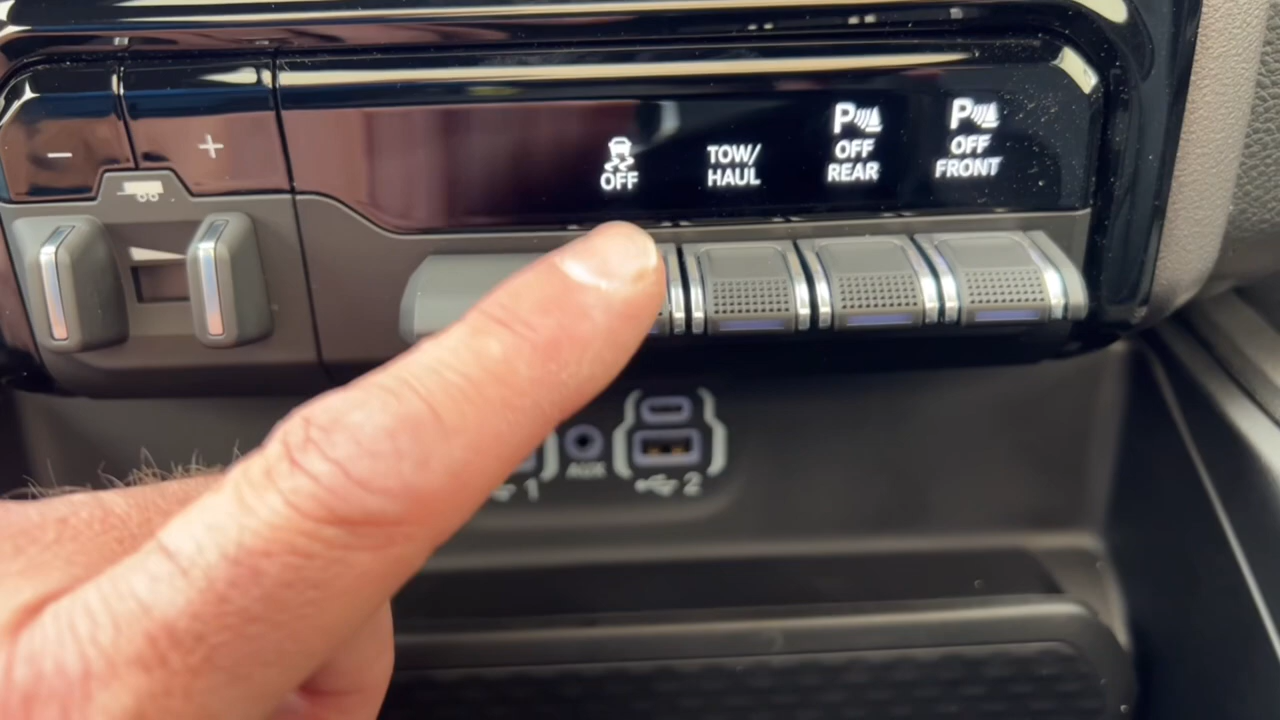 − +
OFF
TOW/
HAUL
P
OFF
REAR
P
OFF
FRONT
AUX
1
2